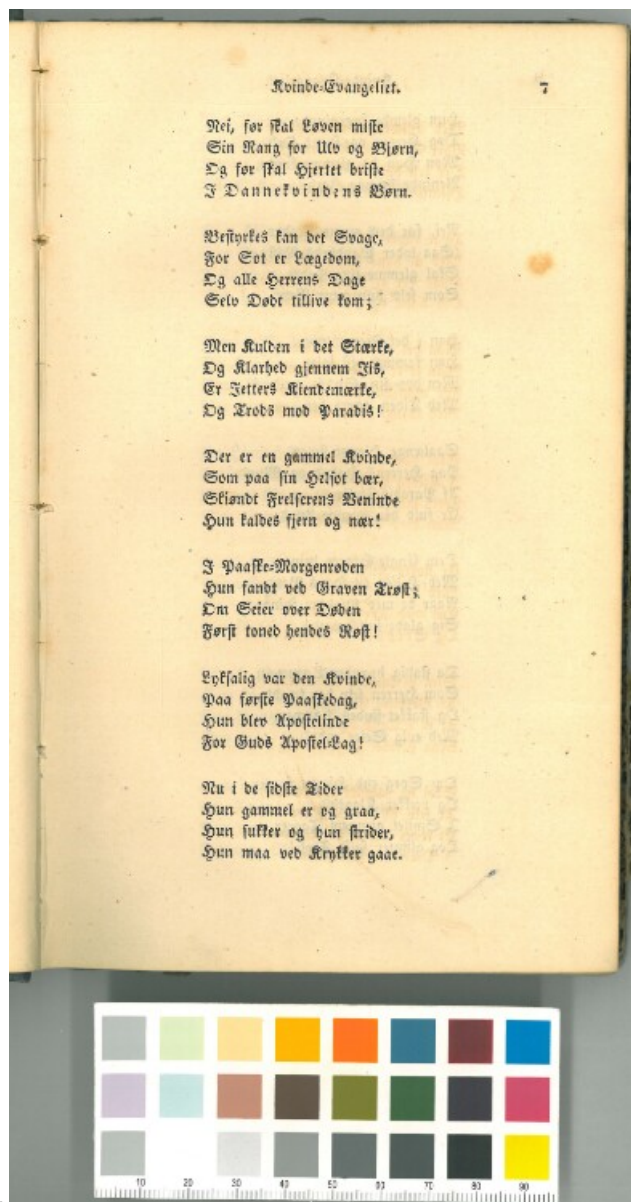 Kvinde-Evangeliet. 7
Nei, før skal Løven miste
Sin Rang for Ulv og Bjørn,
Og før skal Hjertet briste
I Dannekvindens Børn.
Bestyrkes kan det Svage,
For Sot er Lægedom,
Og alle Herrens Dage
Selv Dødt tillive kom;
Men Kulden i det Stærke,
Og Klarhed gjennem Iis,
Er Jetters Kiendemærke,
Og Trods mod Paradis!
Der er en gammel Kvinde,
Som paa sin Helsot bær,
Skiøndt Frelserens Veninde
Hun kaldes fjern og nær!
I Paaske-Morgenrøden
Hun fandt ved Graven Trøst;
Om Seier over Døden
Først toned hendes Røst!
Lyksalig var den Kvinde,
Paa første Paaskedag,
Hun blev Apostelinde
For Guds Apostel-Lag!
Nu i de sidste Tider
Hun gammel er og graa,
Hun sukker og hun strider,
Hun maa ved Krykker gaae.
10 20 30 40 50 60 70 80 90